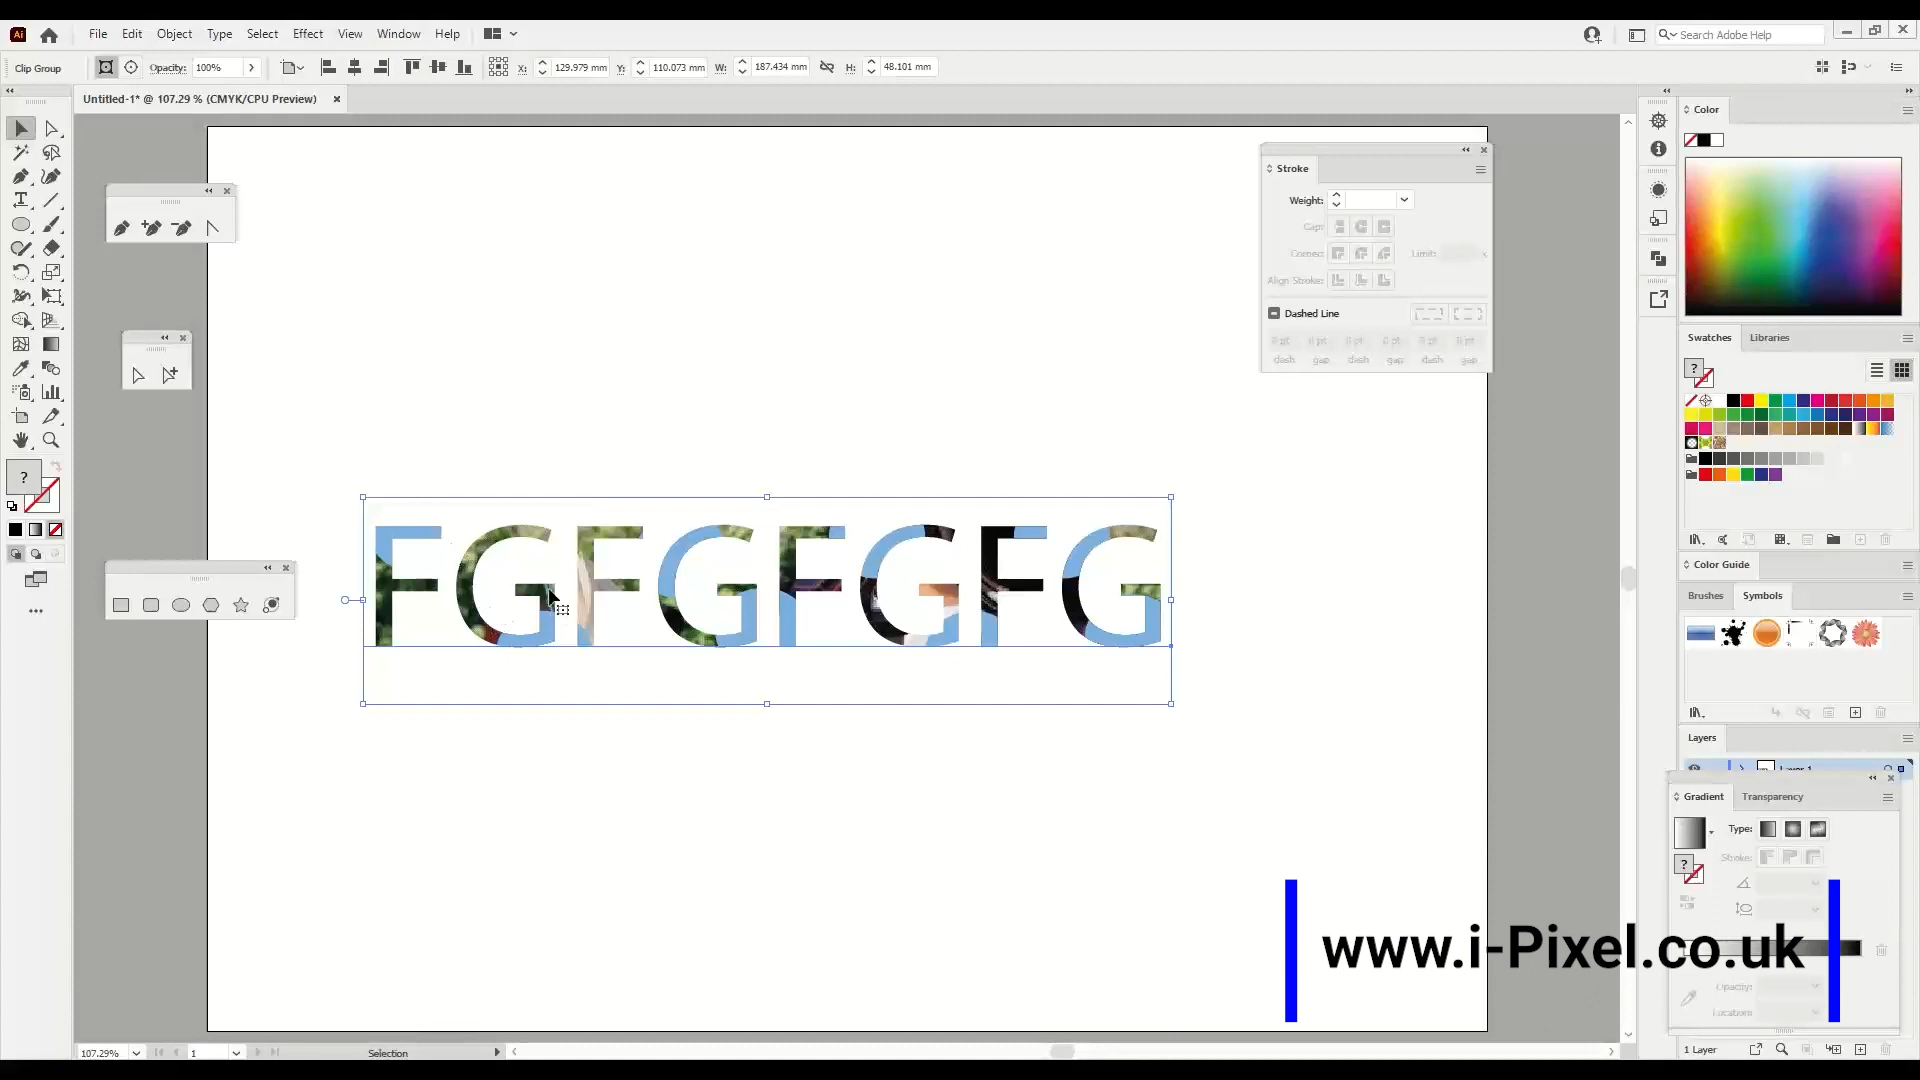 File Edit Object Type Select Effect View Window Help
Search Adobe Help
Clip Group
Opacity: 100%
X: 129.979 mm
Y: 110.073 mm
W: 187.434 mm
H: 48.101 mm
Untitled-1* @ 107.29 % (CMYK/CPU Preview)
Color
Stroke
Weight:
Cap:
Corner:
Limit:
Align Stroke:
Dashed Line
dash gap dash gap dash gap
Swatches Libraries
Color Guide
Brushes Symbols
Layers
Layer 1
Gradient Transparency
Type:
Stroke:
Opacity:
Location:
FGFGFGFG
www.i-Pixel.co.uk
107.29%
1
Selection
1 Layer